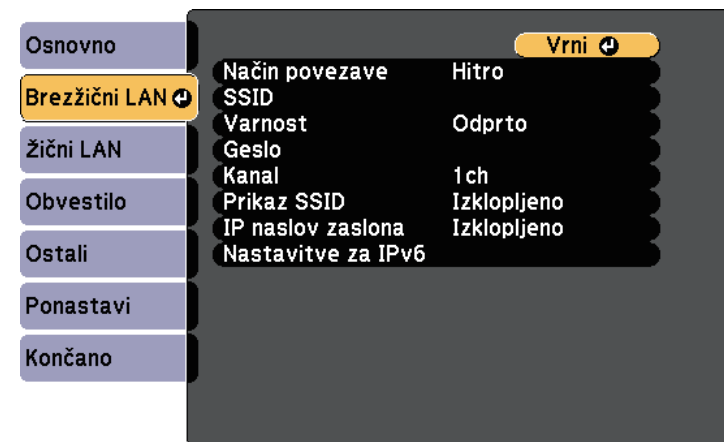 Osnovno
Brezžični LAN
Žični LAN
Obvestilo
Ostali
Ponastavi
Končano
Vrni
Način povezave Hitro
SSID
Varnost Odprto
Geslo
Kanal 1ch
Prikaz SSID Izklopljeno
IP naslov zaslona Izklopljeno
Nastavitve za IPv6